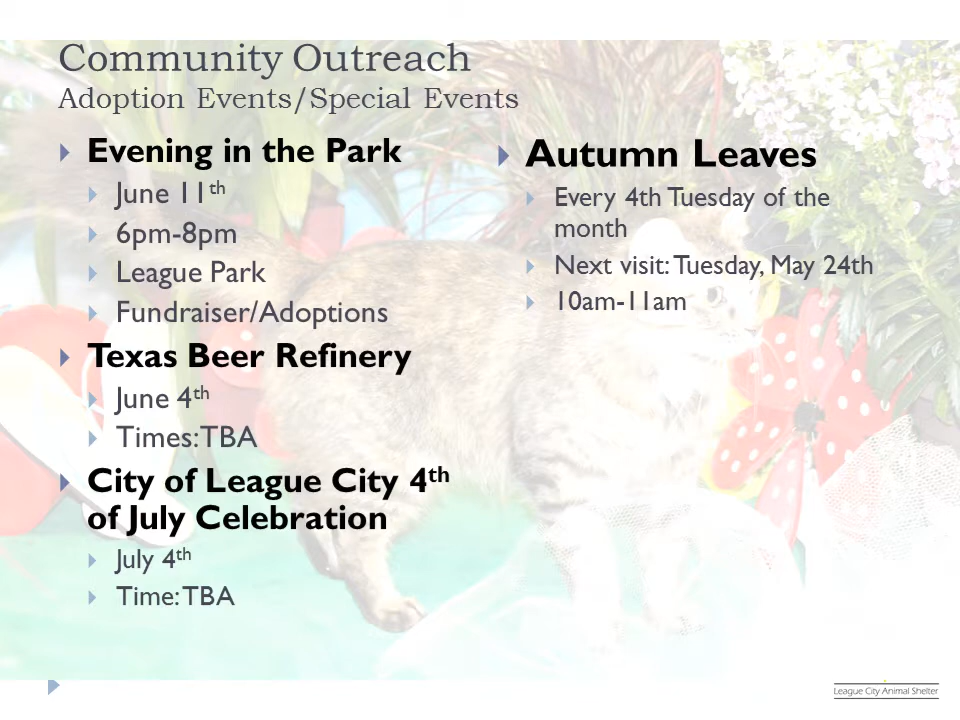 Community Outreach
Adoption Events/Special Events
Evening in the Park
June 11th
6pm-8pm
League Park
Fundraiser/Adoptions
Texas Beer Refinery
June 4th
Times: TBA
City of League City 4th
of July Celebration
July 4th
Time: TBA
Autumn Leaves
Every 4th Tuesday of the
month
Next visit: Tuesday, May 24th
10am-11am
League City Animal Shelter